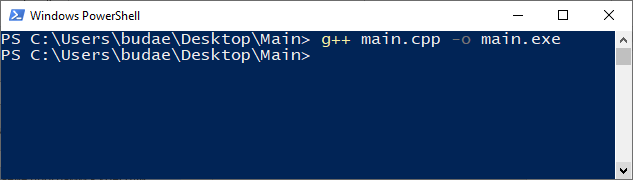 Windows PowerShell
PS C:\Users\budae\Desktop\Main> g++ main.cpp -o main.exe
PS C:\Users\budae\Desktop\Main>